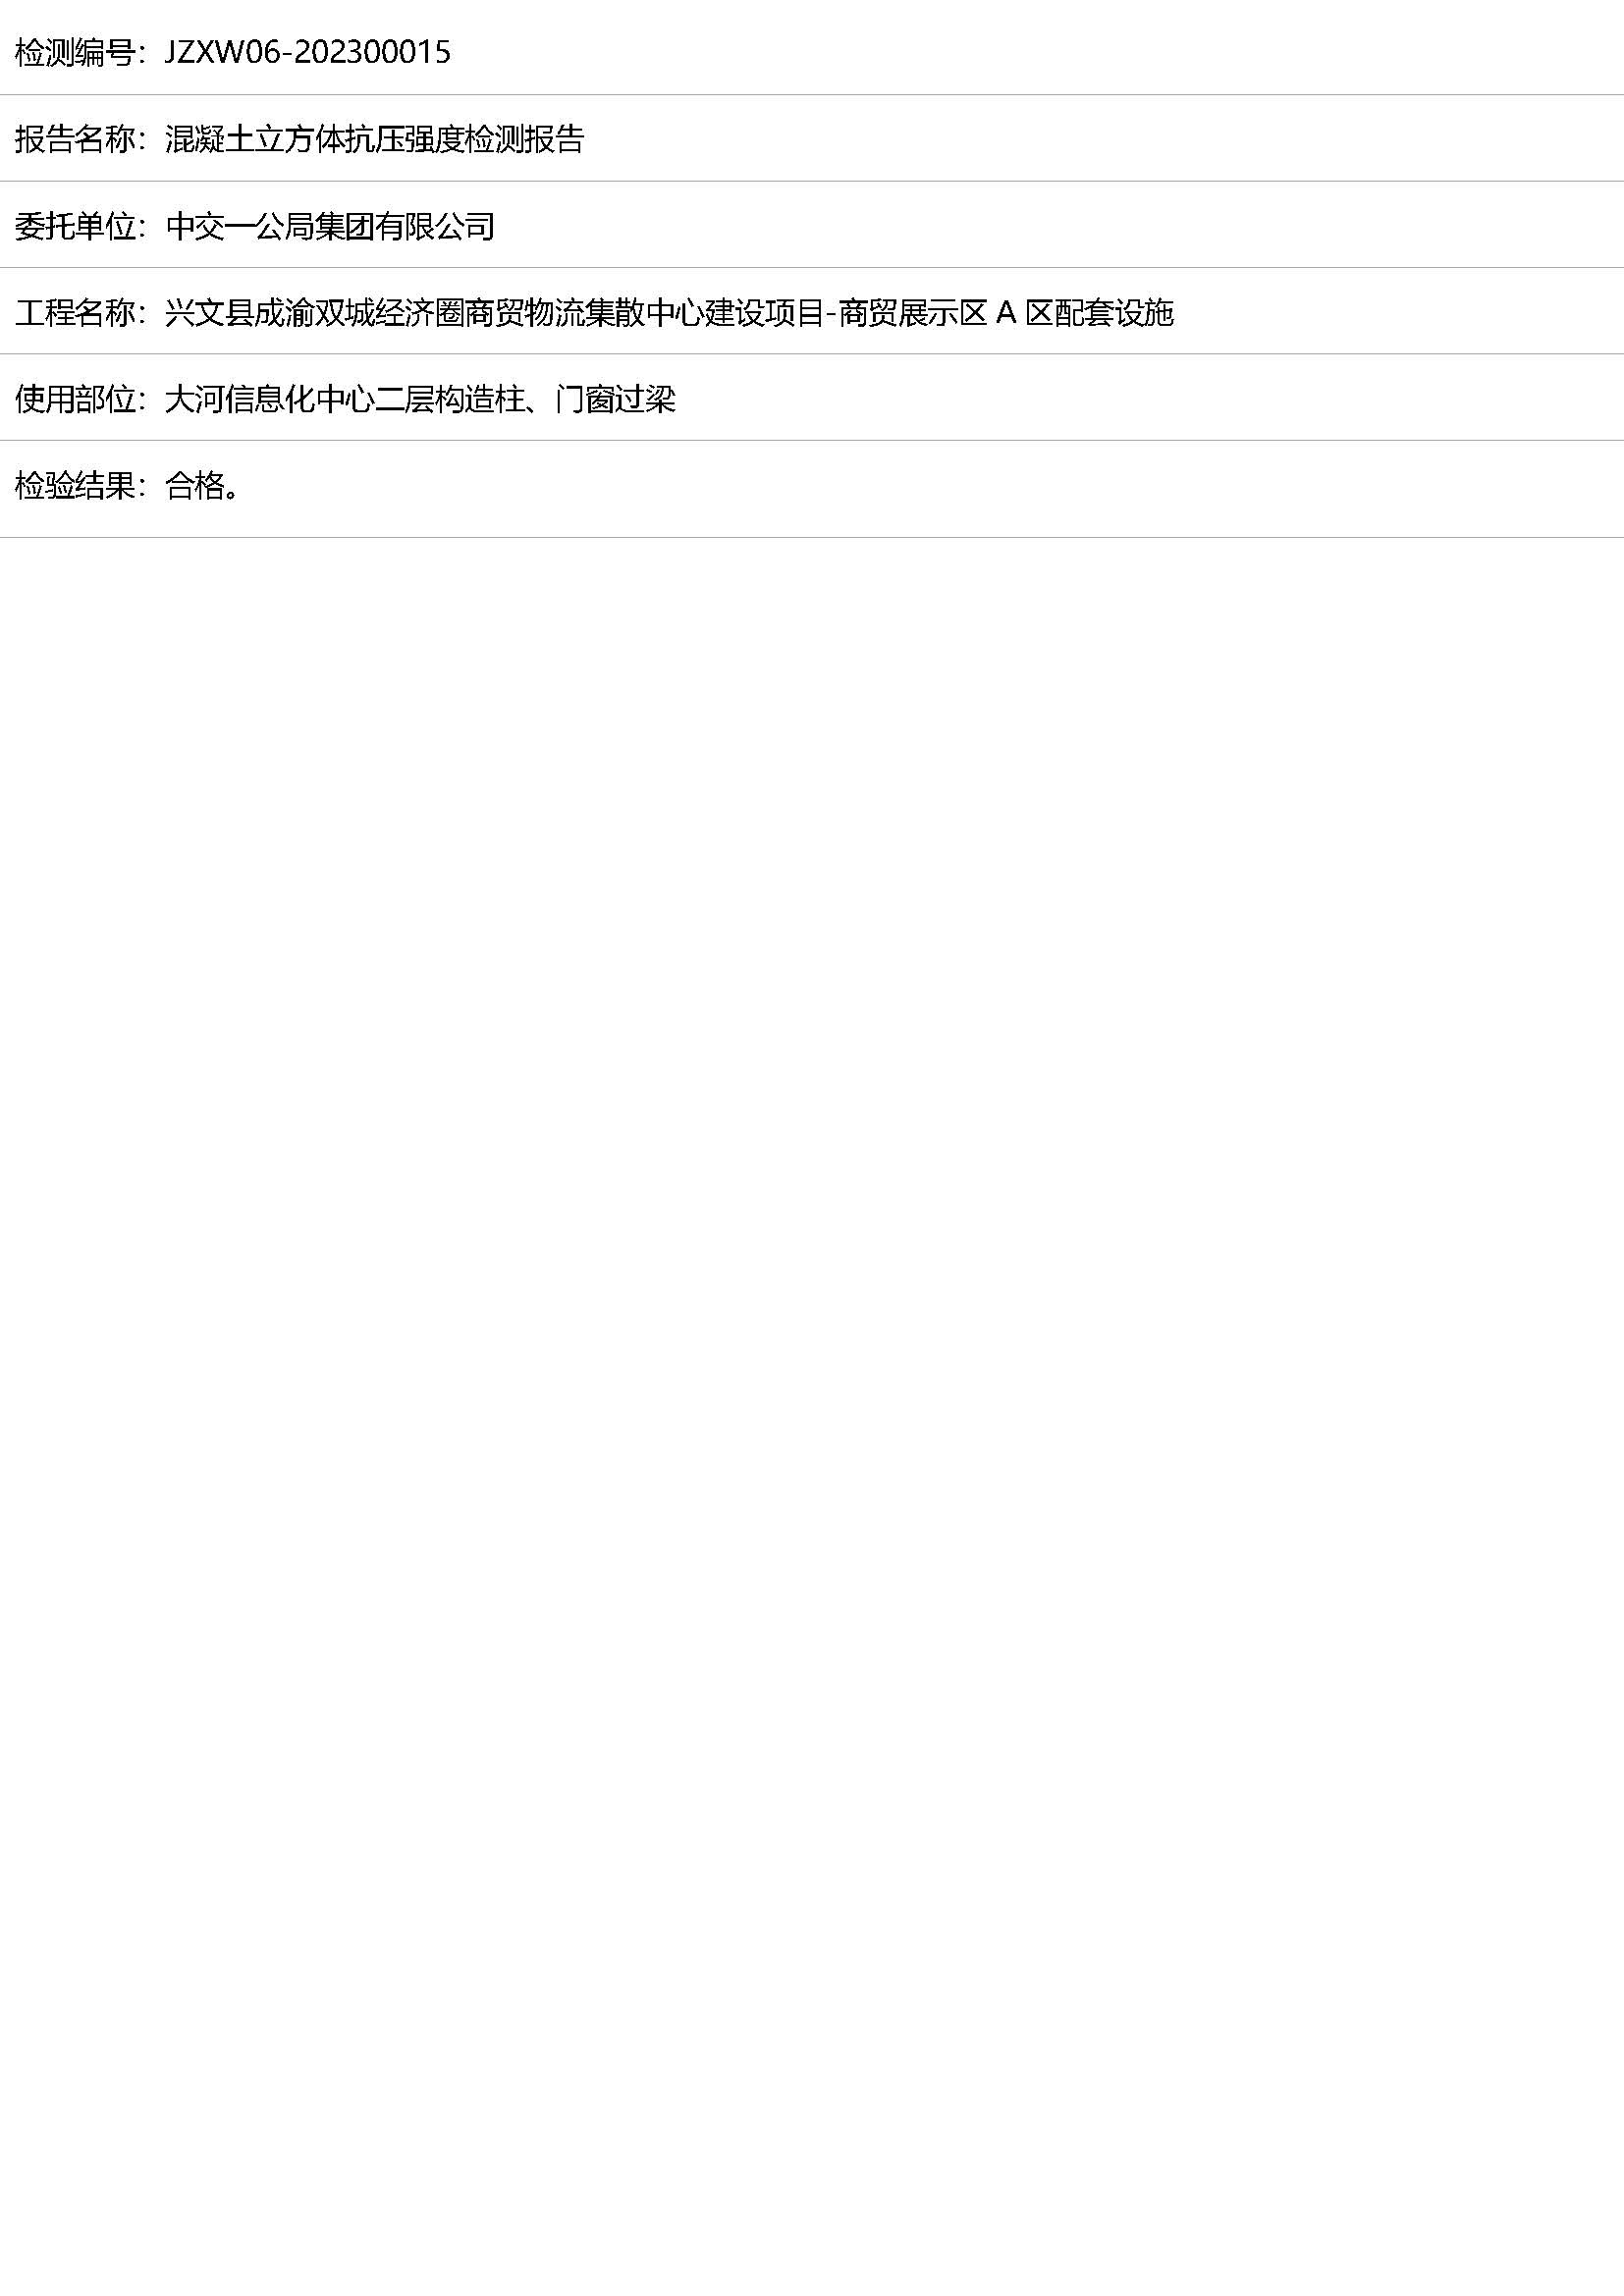 检测编号：JZXW06-202300015
报告名称：混凝土立方体抗压强度检测报告
委托单位：中交一公局集团有限公司
工程名称：兴文县成渝双城经济圈商贸物流集散中心建设项目-商贸展示区 A 区配套设施
使用部位：大河信息化中心二层构造柱、门窗过梁
检验结果：合格。